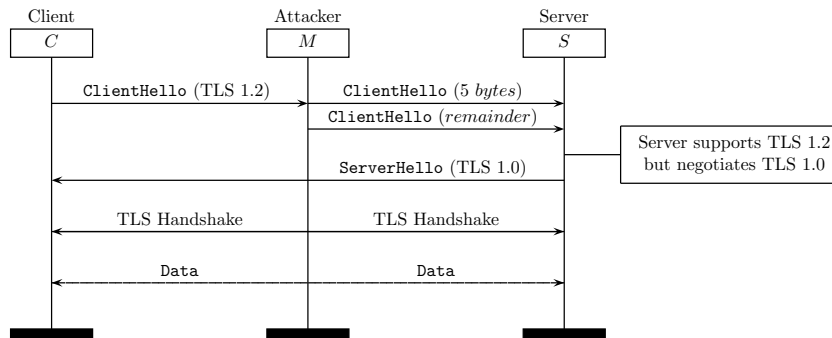 Client Attacker Server
C M S
ClientHello (TLS 1.2) ClientHello (5 bytes)
ClientHello (remainder)
Server supports TLS 1.2
but negotiates TLS 1.0
ServerHello (TLS 1.0)
TLS Handshake TLS Handshake
Data Data